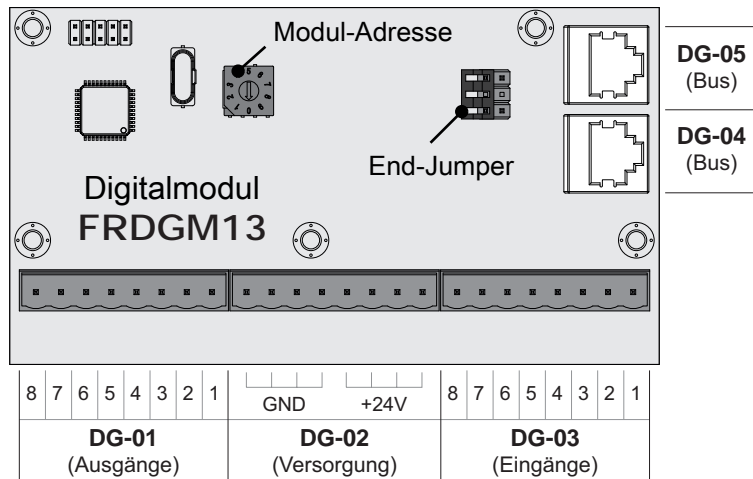 Modul-Adresse
DG-05
(Bus)
DG-04
(Bus)
End-Jumper
Digitalmodul
FRDGM13
8 7 6 5 4 3 2 1
GND +24V
8 7 6 5 4 3 2 1
DG-01
(Ausgänge)
DG-02
(Versorgung)
DG-03
(Eingänge)